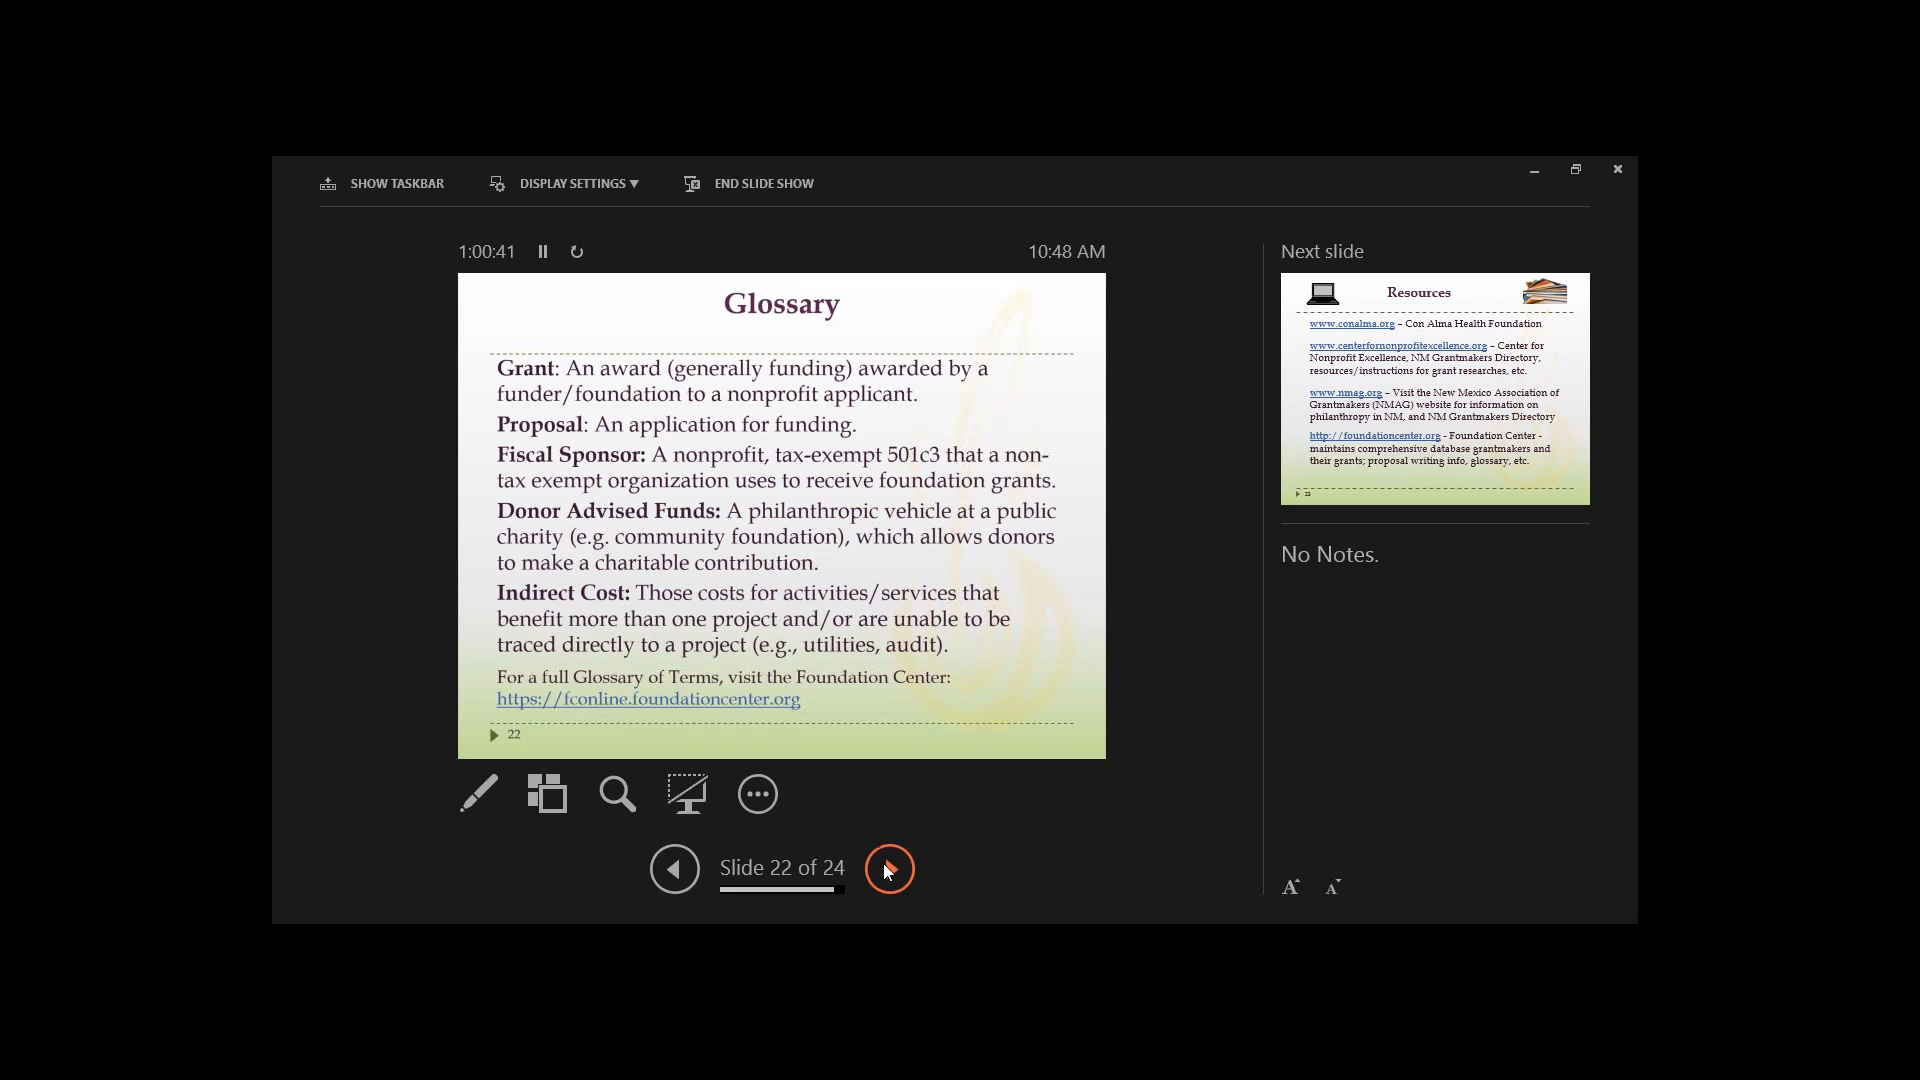 SHOW TASKBAR
DISPLAY SETTINGS ▼
END SLIDE SHOW
1:00:41
10:48 AM
Glossary
Grant: An award (generally funding) awarded by a
funder/foundation to a nonprofit applicant.
Proposal: An application for funding.
Fiscal Sponsor: A nonprofit, tax-exempt 501c3 that a non-
tax exempt organization uses to receive foundation grants.
Donor Advised Funds: A philanthropic vehicle at a public
charity (e.g. community foundation), which allows donors
to make a charitable contribution.
Indirect Cost: Those costs for activities/services that
benefit more than one project and/or are unable to be
traced directly to a project (e.g., utilities, audit).
For a full Glossary of Terms, visit the Foundation Center:
https://fconline.foundationcenter.org
22
Slide 22 of 24
Next slide
Resources
www.conalma.org – Con Alma Health Foundation
www.centerfornonprofitexcellence.org – Center for
Nonprofit Excellence, NM Grantmakers Directory,
resources/instructions for grant researches, etc.
www.nmag.org – Visit the New Mexico Association of
Grantmakers (NMAG) website for information on
philanthropy in NM, and NM Grantmakers Directory
http://foundationcenter.org - Foundation Center -
maintains comprehensive database grantmakers and
their grants; proposal writing info, glossary, etc.
23
No Notes.
A A